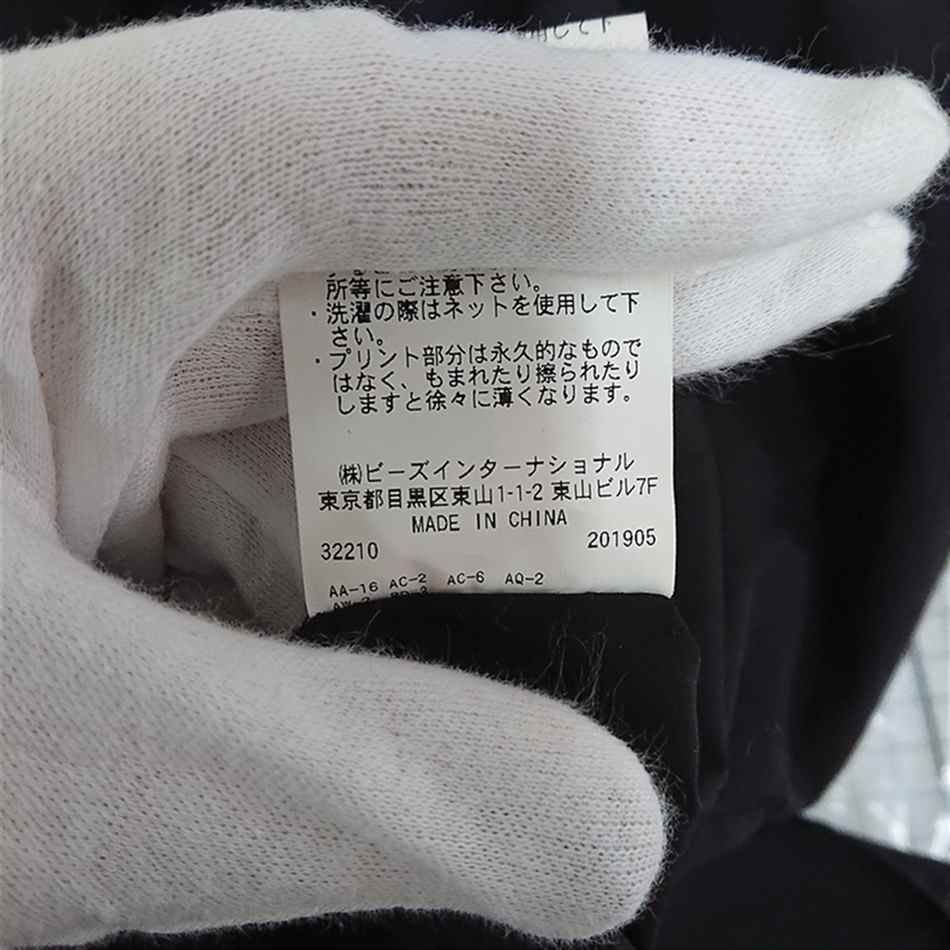 用して下
所等にご注意下さい。
・洗濯の際はネットを使用して下
さい。
・プリント部分は永久的なもので
はなく、もまれたり擦られたり
しますと徐々に薄くなります。
㈱ビーズインターナショナル
東京都目黒区東山1-1-2 東山ビル7F
MADE IN CHINA
32210 201905
AA-16 AC-2 AC-6 AQ-2